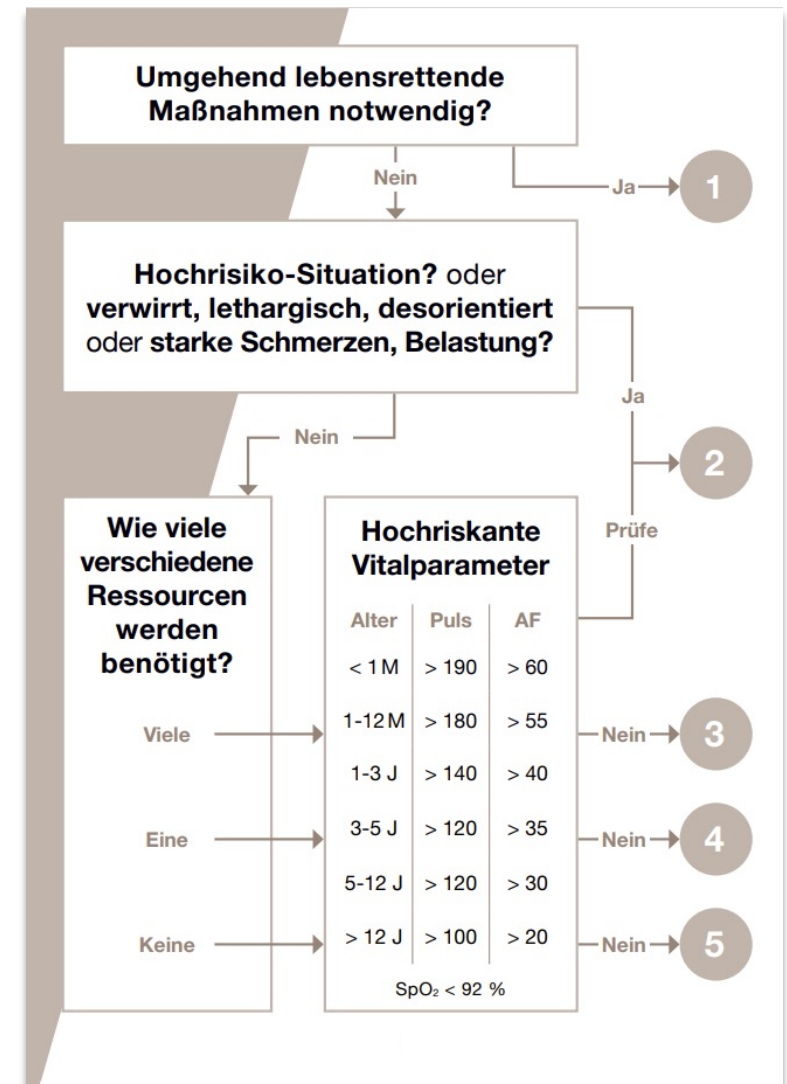 Umgehend lebensrettende
Maßnahmen notwendig?
Nein
Ja
1
Hochrisiko-Situation? oder
verwirrt, lethargisch, desorientiert
oder starke Schmerzen, Belastung?
Ja
Nein
2
Prüfe
Wie viele
verschiedene
Ressourcen
werden
benötigt?
Hochriskante
Vitalparameter
Alter Puls AF
< 1 M > 190 > 60
Viele
1-12 M > 180 > 55
Nein
3
1-3 J > 140 > 40
Eine
3-5 J > 120 > 35
Nein
4
5-12 J > 120 > 30
Keine
> 12 J > 100 > 20
Nein
5
SpO₂ < 92 %